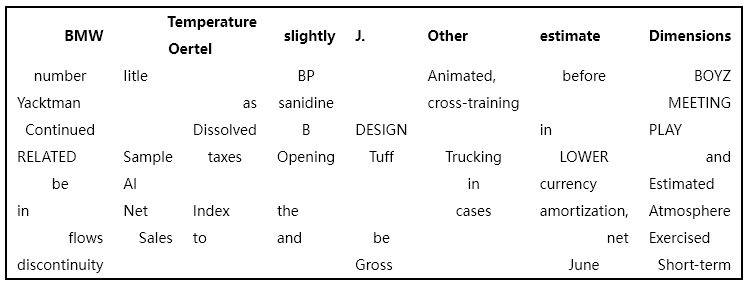 BMW Temperature Oertel slightly J. Other estimate Dimensions
number litle BP Animated, before BOYZ
Yacktman as sanidine cross-training MEETING
Continued Dissolved B DESIGN in PLAY
RELATED Sample taxes Opening Tuff Trucking LOWER and
be Al in currency Estimated
in Net Index the cases amortization, Atmosphere
flows Sales to and be net Exercised
discontinuity Gross June Short-term